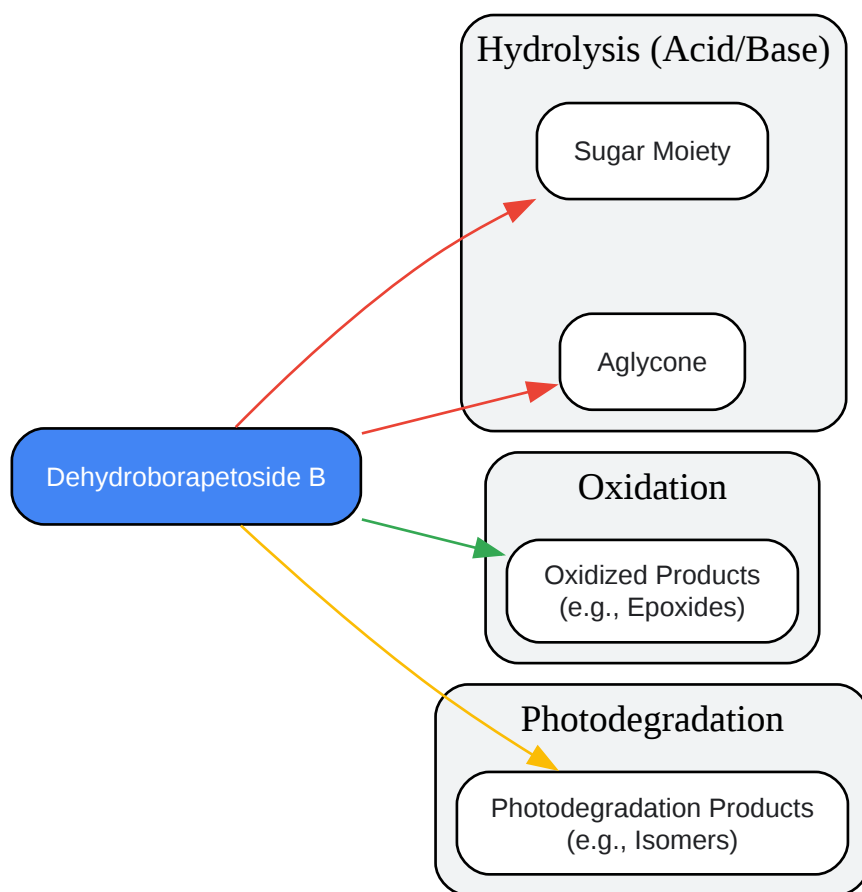 Hydrolysis (Acid/Base)
Sugar Moiety
Aglycone
Dehydroborapetoside B
Oxidation
Oxidized Products
(e.g., Epoxides)
Photodegradation
Photodegradation Products
(e.g., Isomers)